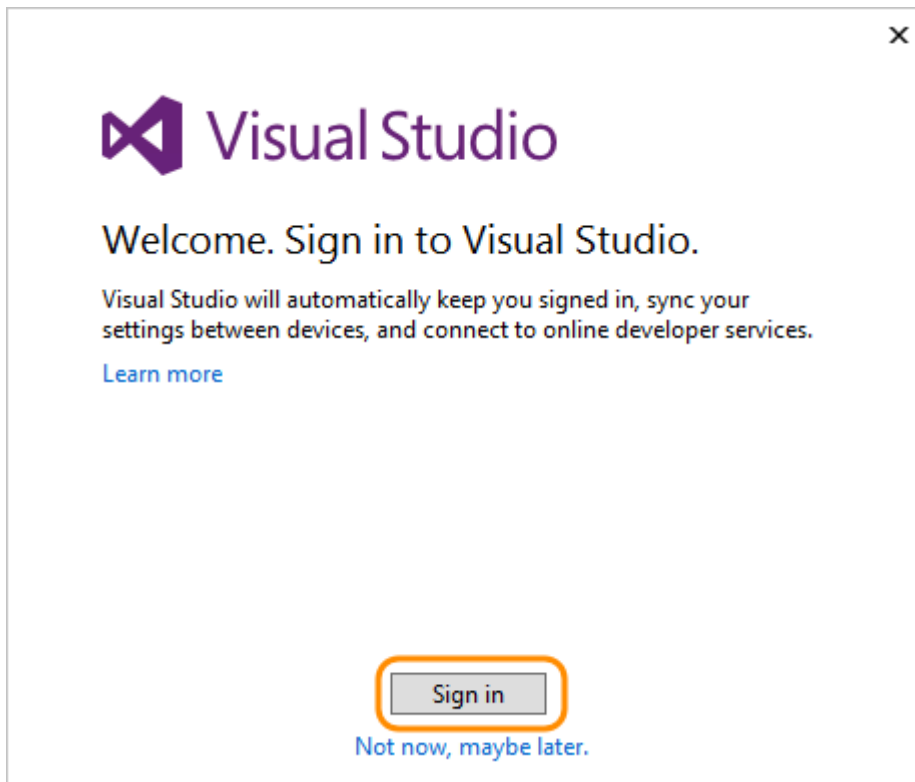 Visual Studio
Welcome. Sign in to Visual Studio.
Visual Studio will automatically keep you signed in, sync your
settings between devices, and connect to online developer services.
Learn more
Sign in
Not now, maybe later.